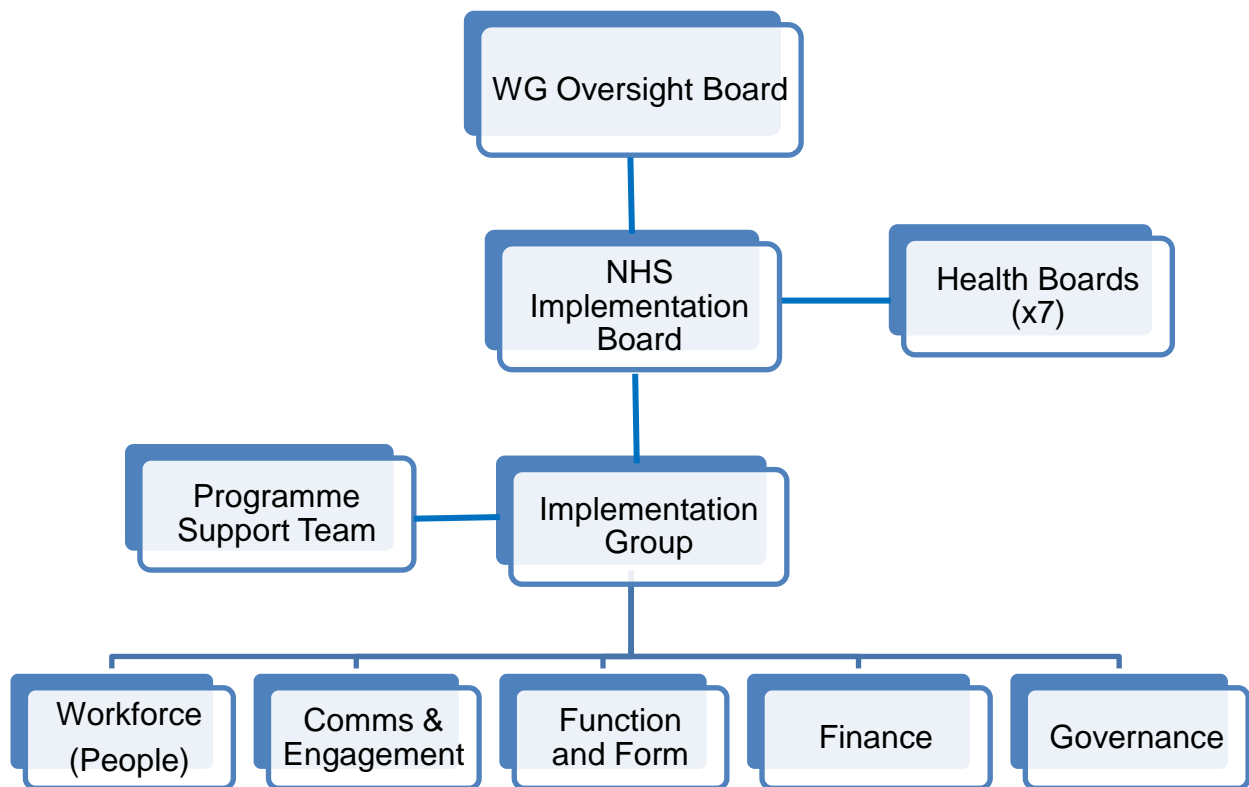 WG Oversight Board
NHS
Implementation
Board
Health Boards
(x7)
Programme
Support Team
Implementation
Group
Workforce
(People)
Comms &
Engagement
Function
and Form
Finance
Governance